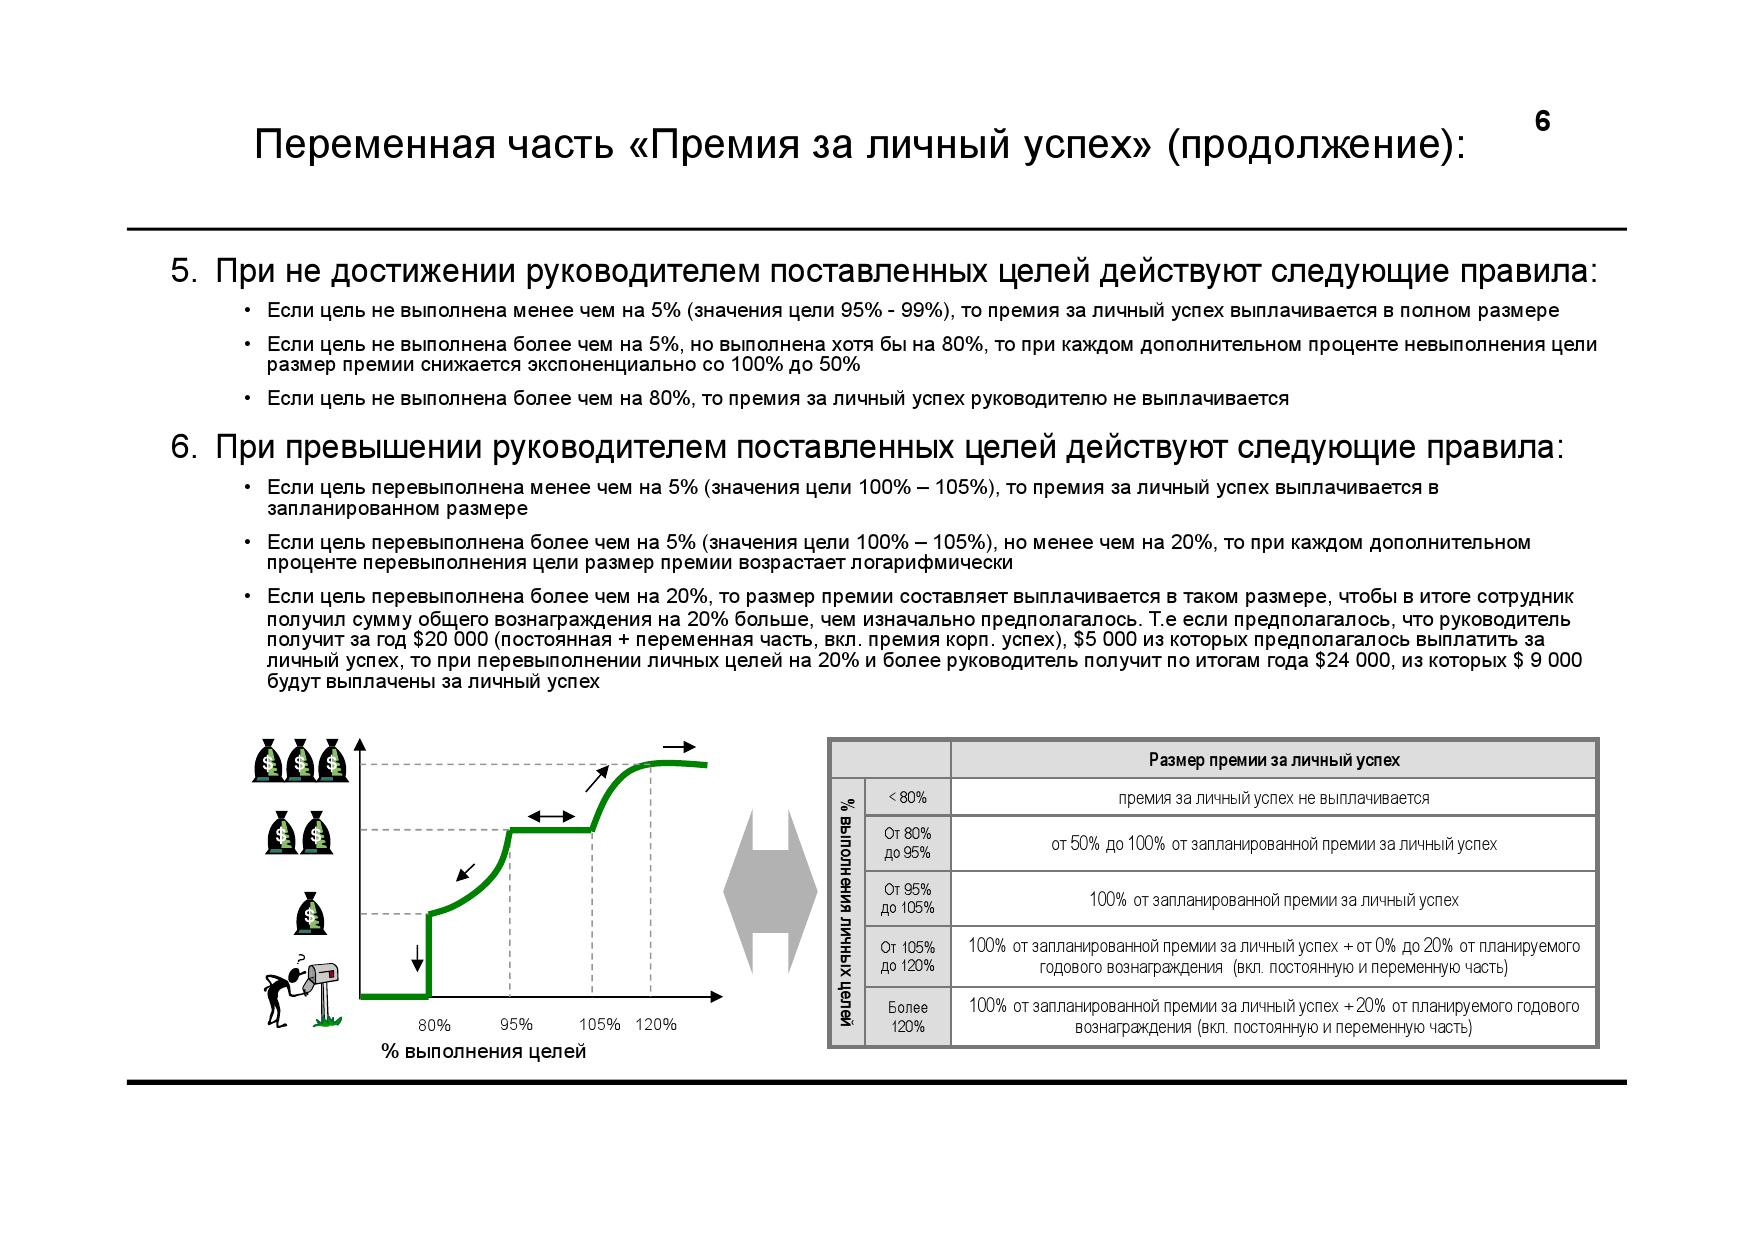 6
Переменная часть «Премия за личный успех» (продолжение):
5. При не достижении руководителем поставленных целей действуют следующие правила:
• Если цель не выполнена менее чем на 5% (значения цели 95% - 99%), то премия за личный успех выплачивается в полном размере
• Если цель не выполнена более чем на 5%, но выполнена хотя бы на 80%, то при каждом дополнительном проценте невыполнения цели
размер премии снижается экспоненциально со 100% до 50%
• Если цель не выполнена более чем на 80%, то премия за личный успех руководителю не выплачивается
6. При превышении руководителем поставленных целей действуют следующие правила:
• Если цель перевыполнена менее чем на 5% (значения цели 100% – 105%), то премия за личный успех выплачивается в
запланированном размере
• Если цель перевыполнена более чем на 5% (значения цели 100% – 105%), но менее чем на 20%, то при каждом дополнительном
проценте перевыполнения цели размер премии возрастает логарифмически
• Если цель перевыполнена более чем на 20%, то размер премии составляет выплачивается в таком размере, чтобы в итоге сотрудник
получил сумму общего вознаграждения на 20% больше, чем изначально предполагалось. Т.е если предполагалось, что руководитель
получит за год $20 000 (постоянная + переменная часть, вкл. премия корп. успех), $5 000 из которых предполагалось выплатить за
личный успех, то при перевыполнении личных целей на 20% и более руководитель получит по итогам года $24 000, из которых $ 9 000
будут выплачены за личный успех
$ $ $
$ $
$
?
80% 95% 105% 120%
% выполнения целей
Размер премии за личный успех
% выполнения личных целей
< 80%
премия за личный успех не выплачивается
От 80%
до 95%
от 50% до 100% от запланированной премии за личный успех
От 95%
до 105%
100% от запланированной премии за личный успех
От 105%
до 120%
100% от запланированной премии за личный успех + от 0% до 20% от планируемого
годового вознаграждения (вкл. постоянную и переменную часть)
Более
120%
100% от запланированной премии за личный успех + 20% от планируемого годового
вознаграждения (вкл. постоянную и переменную часть)